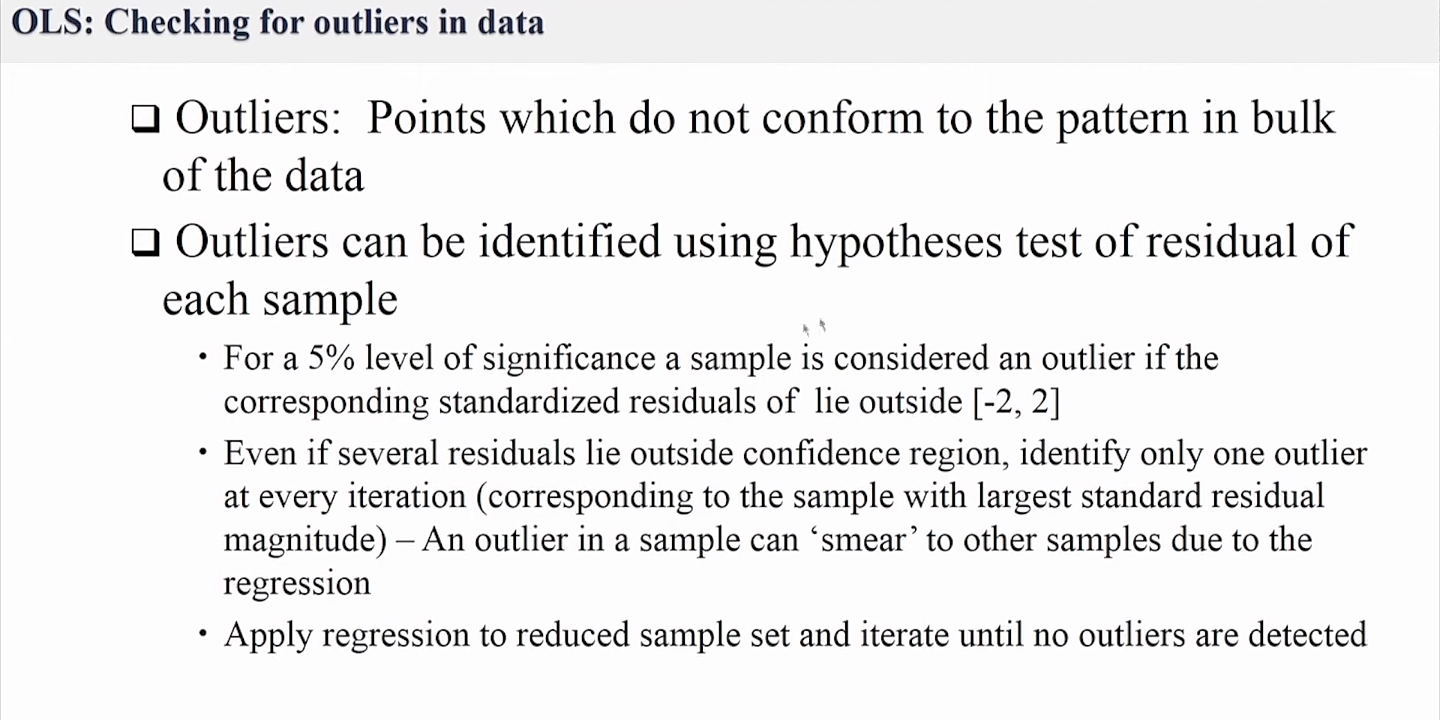 OLS: Checking for outliers in data
❑ Outliers: Points which do not conform to the pattern in bulk
of the data
❑ Outliers can be identified using hypotheses test of residual of
each sample
• For a 5% level of significance a sample is considered an outlier if the
corresponding standardized residuals of lie outside [-2, 2]
• Even if several residuals lie outside confidence region, identify only one outlier
at every iteration (corresponding to the sample with largest standard residual
magnitude) – An outlier in a sample can ‘smear’ to other samples due to the
regression
• Apply regression to reduced sample set and iterate until no outliers are detected